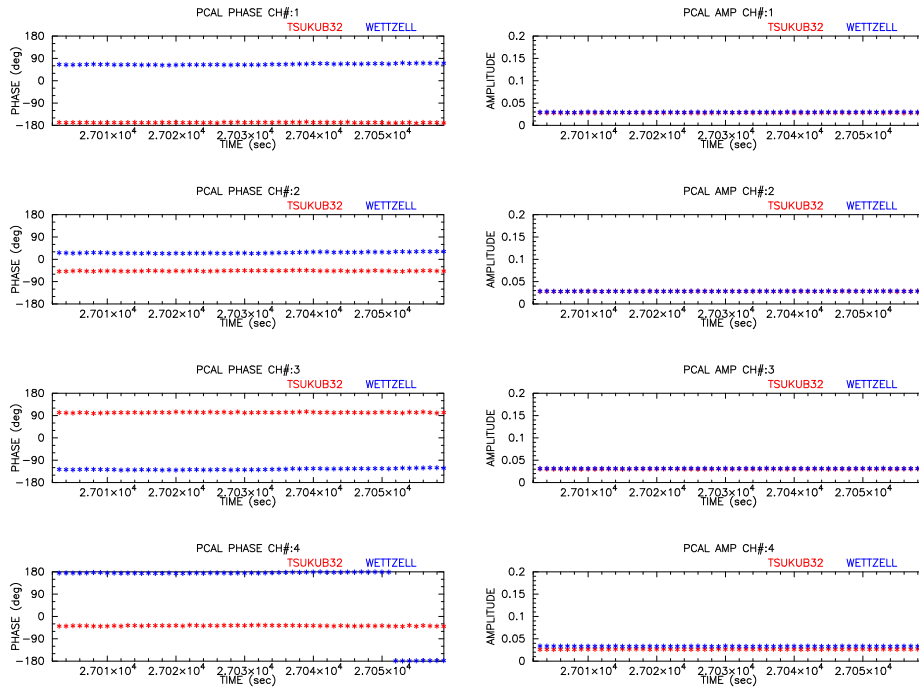 PCAL PHASE CH#:1
TSUKUB32 WETTZELL
PHASE (deg)
180
90
0
−90
−180
2.701×10⁴ 2.702×10⁴ 2.703×10⁴ 2.704×10⁴ 2.705×10⁴
TIME (sec)
PCAL AMP CH#:1
TSUKUB32 WETTZELL
AMPLITUDE
0.2
0.15
0.1
0.05
0
2.701×10⁴ 2.702×10⁴ 2.703×10⁴ 2.704×10⁴ 2.705×10⁴
TIME (sec)
PCAL PHASE CH#:2
TSUKUB32 WETTZELL
PHASE (deg)
180
90
0
−90
−180
2.701×10⁴ 2.702×10⁴ 2.703×10⁴ 2.704×10⁴ 2.705×10⁴
TIME (sec)
PCAL AMP CH#:2
TSUKUB32 WETTZELL
AMPLITUDE
0.2
0.15
0.1
0.05
0
2.701×10⁴ 2.702×10⁴ 2.703×10⁴ 2.704×10⁴ 2.705×10⁴
TIME (sec)
PCAL PHASE CH#:3
TSUKUB32 WETTZELL
PHASE (deg)
180
90
0
−90
−180
2.701×10⁴ 2.702×10⁴ 2.703×10⁴ 2.704×10⁴ 2.705×10⁴
TIME (sec)
PCAL AMP CH#:3
TSUKUB32 WETTZELL
AMPLITUDE
0.2
0.15
0.1
0.05
0
2.701×10⁴ 2.702×10⁴ 2.703×10⁴ 2.704×10⁴ 2.705×10⁴
TIME (sec)
PCAL PHASE CH#:4
TSUKUB32 WETTZELL
PHASE (deg)
180
90
0
−90
−180
2.701×10⁴ 2.702×10⁴ 2.703×10⁴ 2.704×10⁴ 2.705×10⁴
TIME (sec)
PCAL AMP CH#:4
TSUKUB32 WETTZELL
AMPLITUDE
0.2
0.15
0.1
0.05
0
2.701×10⁴ 2.702×10⁴ 2.703×10⁴ 2.704×10⁴ 2.705×10⁴
TIME (sec)